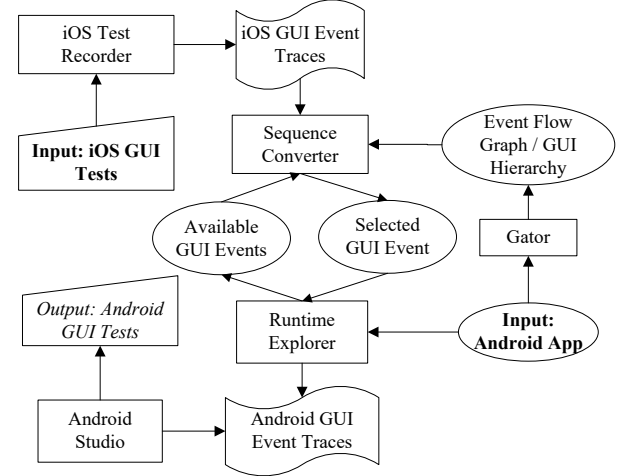 iOS Test
Recorder
iOS GUI Event
Traces
Input: iOS GUI
Tests
Sequence
Converter
Event Flow
Graph / GUI
Hierarchy
Available
GUI Events
Selected
GUI Event
Gator
Output: Android
GUI Tests
Runtime
Explorer
Input:
Android App
Android
Studio
Android GUI
Event Traces